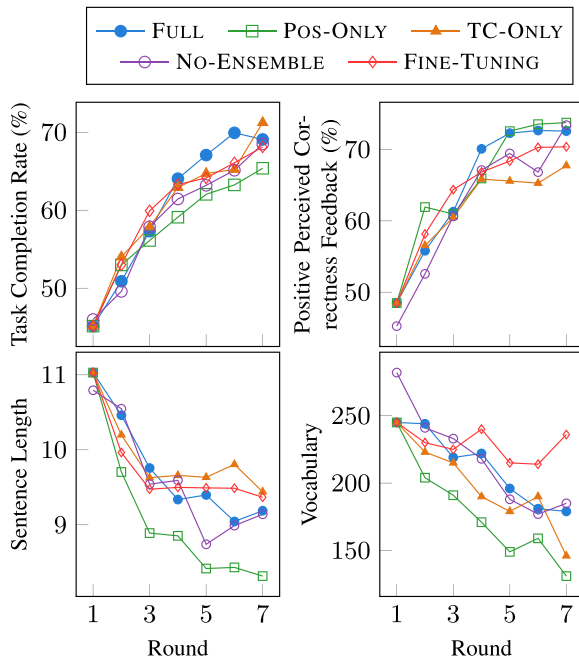 FULL POS-ONLY TC-ONLY
NO-ENSEMBLE FINE-TUNING
Task Completion Rate (%)
70
60
50
Positive Perceived Cor-
rectness Feedback (%)
70
60
50
Sentence Length
11
10
9
1 3 5 7
Round
Vocabulary
250
200
150
1 3 5 7
Round